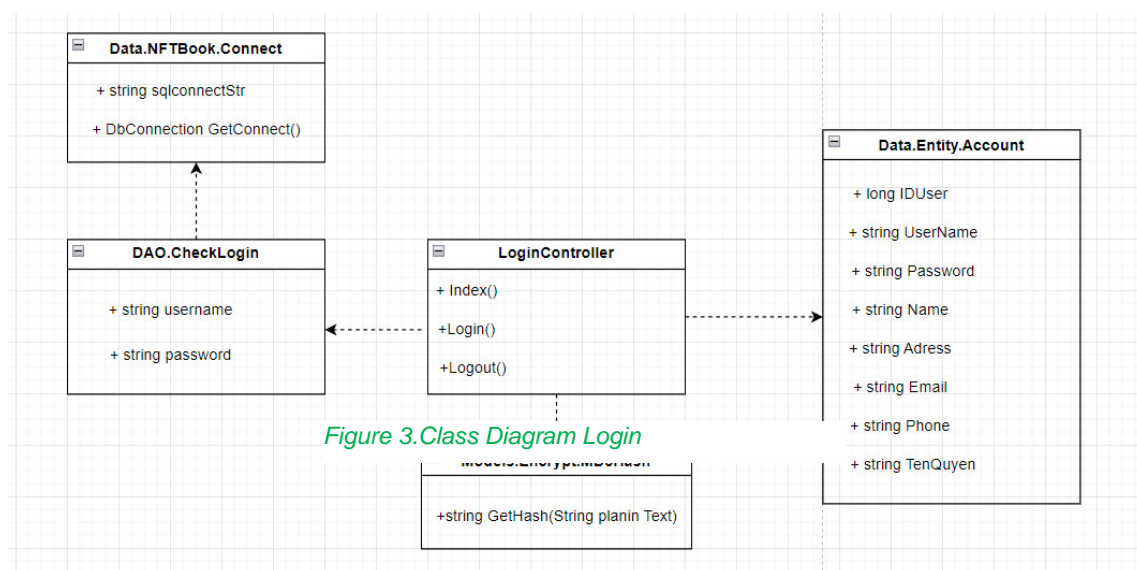 Data.NFTBook.Connect
+ string sqlconnectStr
+ DbConnection GetConnect()
DAO.CheckLogin
+ string username
+ string password
LoginController
+ Index()
+Login()
+Logout()
Data.Entity.Account
+ long IDUser
+ string UserName
+ string Password
+ string Name
+ string Adress
+ string Email
+ string Phone
+ string TenQuyen
Figure 3.Class Diagram Login
+string GetHash(String planin Text)